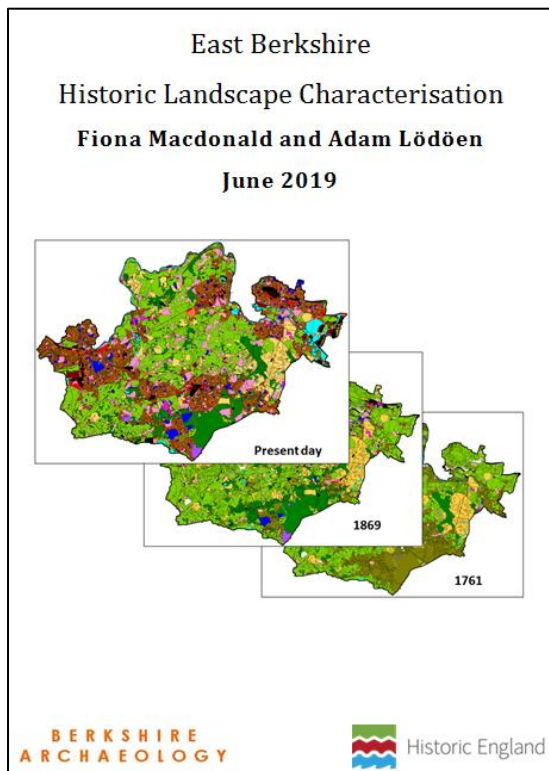 East Berkshire
Historic Landscape Characterisation
Fiona Macdonald and Adam Lödöen
June 2019
Present day
1869
1761
BERKSHIRE
ARCHAEOLOGY
Historic England